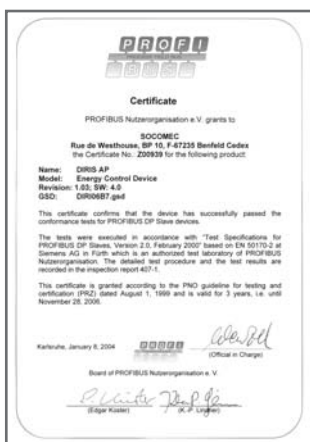 PROFI
BUS
Certificate
PROFIBUS Nutzerorganisation e.V. grants to
SOCOMEC
Rue de Westhouse, BP 10, F-67235 Benfeld Cedex
the Certificate No.: Z00939 for the following product:
Name: DIRIS AP
Model: Energy Control Device
Revision: 1.03; SW: 4.0
GSD: DIRI06B7.gsd
This certificate confirms that the device has successfully passed the
conformance tests for PROFIBUS DP Slave devices.
The tests were executed in accordance with "Test Specifications for
PROFIBUS DP Slaves, Version 2.0, February 2000" based on EN 50170-2 at
Siemens AG in Fürth which is an authorized test laboratory of PROFIBUS
Nutzerorganisation. The detailed test procedure and the test results are
recorded in the inspection report 407-1.
This certificate is granted according to the PNO guideline for testing and
certification (PRZ) dated August 1, 1999 and is valid for 3 years, i.e. until
November 28, 2006.
Karlsruhe, January 8, 2004
(Official in Charge)
Board of PROFIBUS Nutzerorganisation e. V.
(Edgar Küster) (K.-P. Lindner)